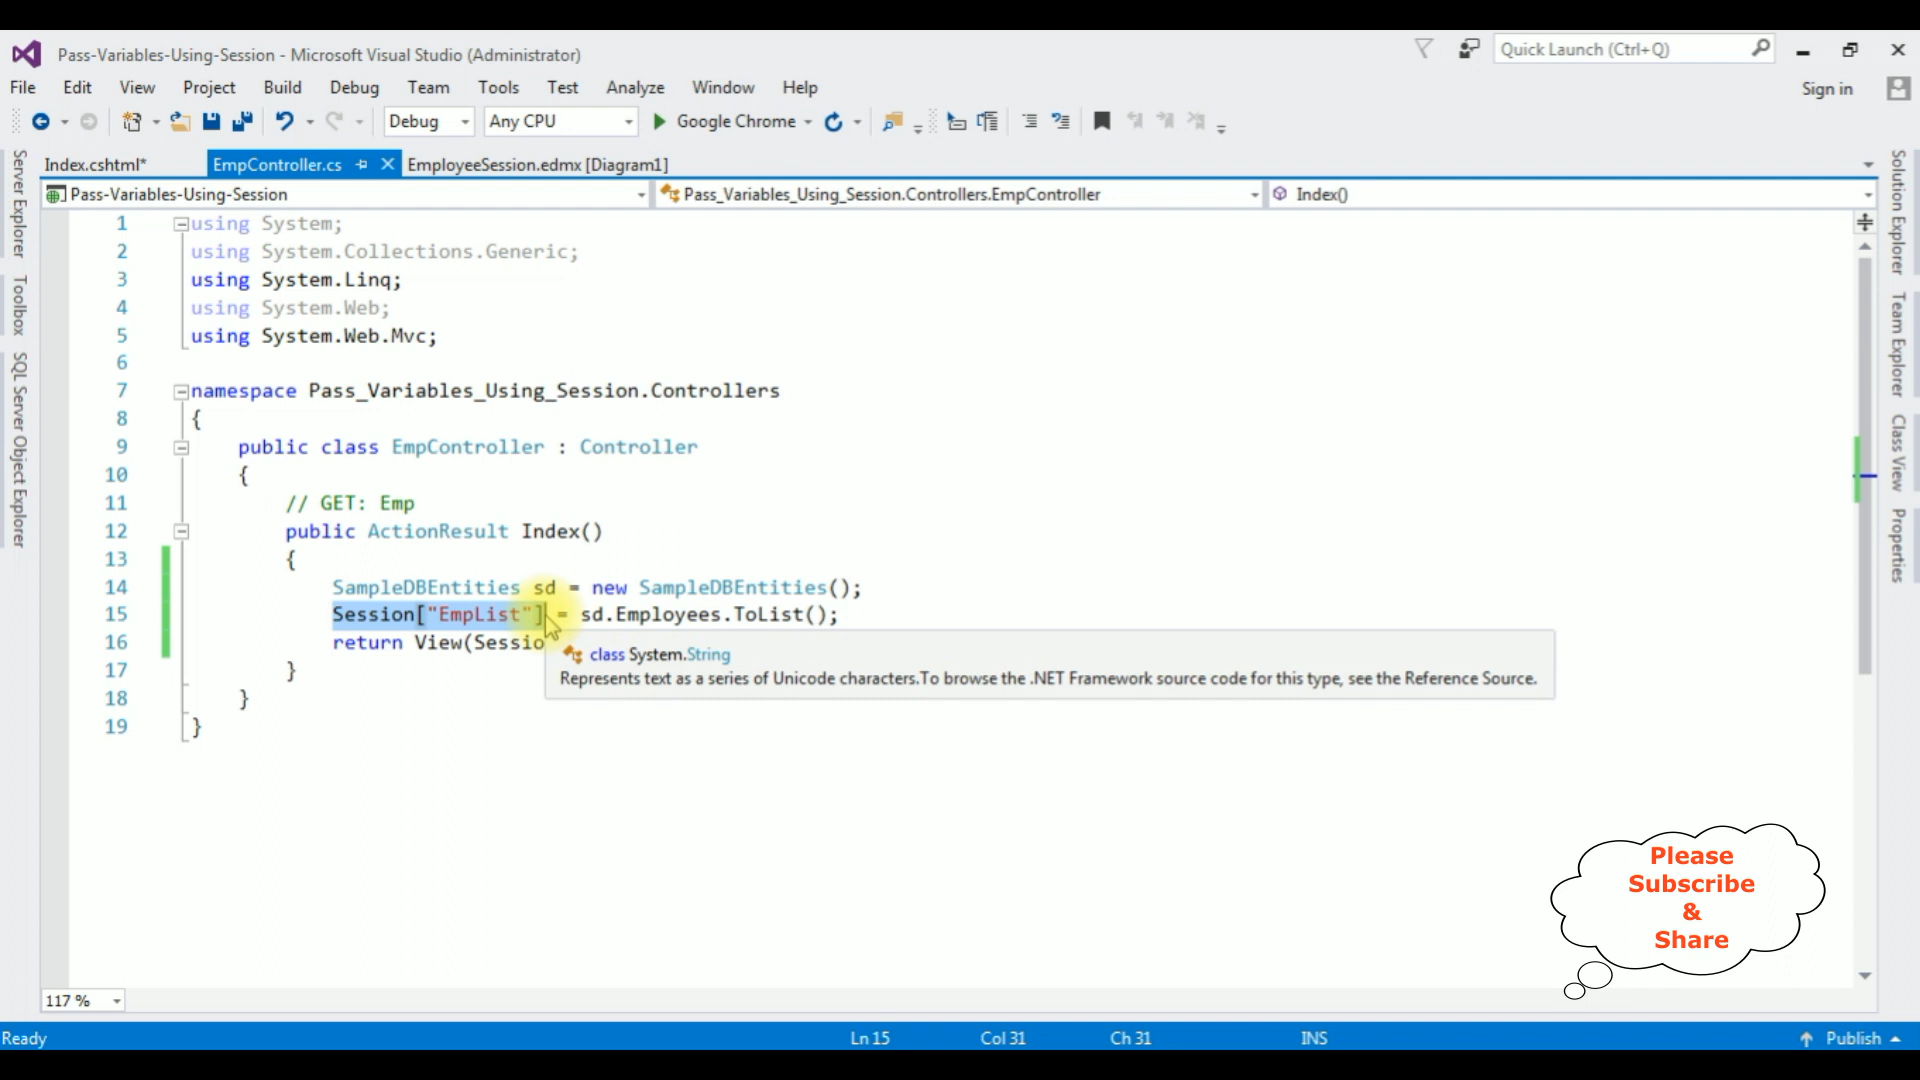 Pass-Variables-Using-Session - Microsoft Visual Studio (Administrator)
Quick Launch (Ctrl+Q)
File Edit View Project Build Debug Team Tools Test Analyze Window Help
Sign in
Debug Any CPU Google Chrome
Index.cshtml* EmpController.cs EmployeeSession.edmx [Diagram1]
Pass-Variables-Using-Session Pass_Variables_Using_Session.Controllers.EmpController Index()
Server Explorer
Toolbox
SQL Server Object Explorer
1 using System;
2 using System.Collections.Generic;
3 using System.Linq;
4 using System.Web;
5 using System.Web.Mvc;
6
7 namespace Pass_Variables_Using_Session.Controllers
8 {
9 public class EmpController : Controller
10 {
11 // GET: Emp
12 public ActionResult Index()
13 {
14 SampleDBEntities sd = new SampleDBEntities();
15 Session["EmpList"] = sd.Employees.ToList();
16 return View(Sessio
17 }
18 }
19 }
class System.String
Represents text as a series of Unicode characters.To browse the .NET Framework source code for this type, see the Reference Source.
Solution Explorer
Team Explorer
Class View
Properties
Please
Subscribe
&
Share
117 %
Ready Ln 15 Col 31 Ch 31 INS Publish